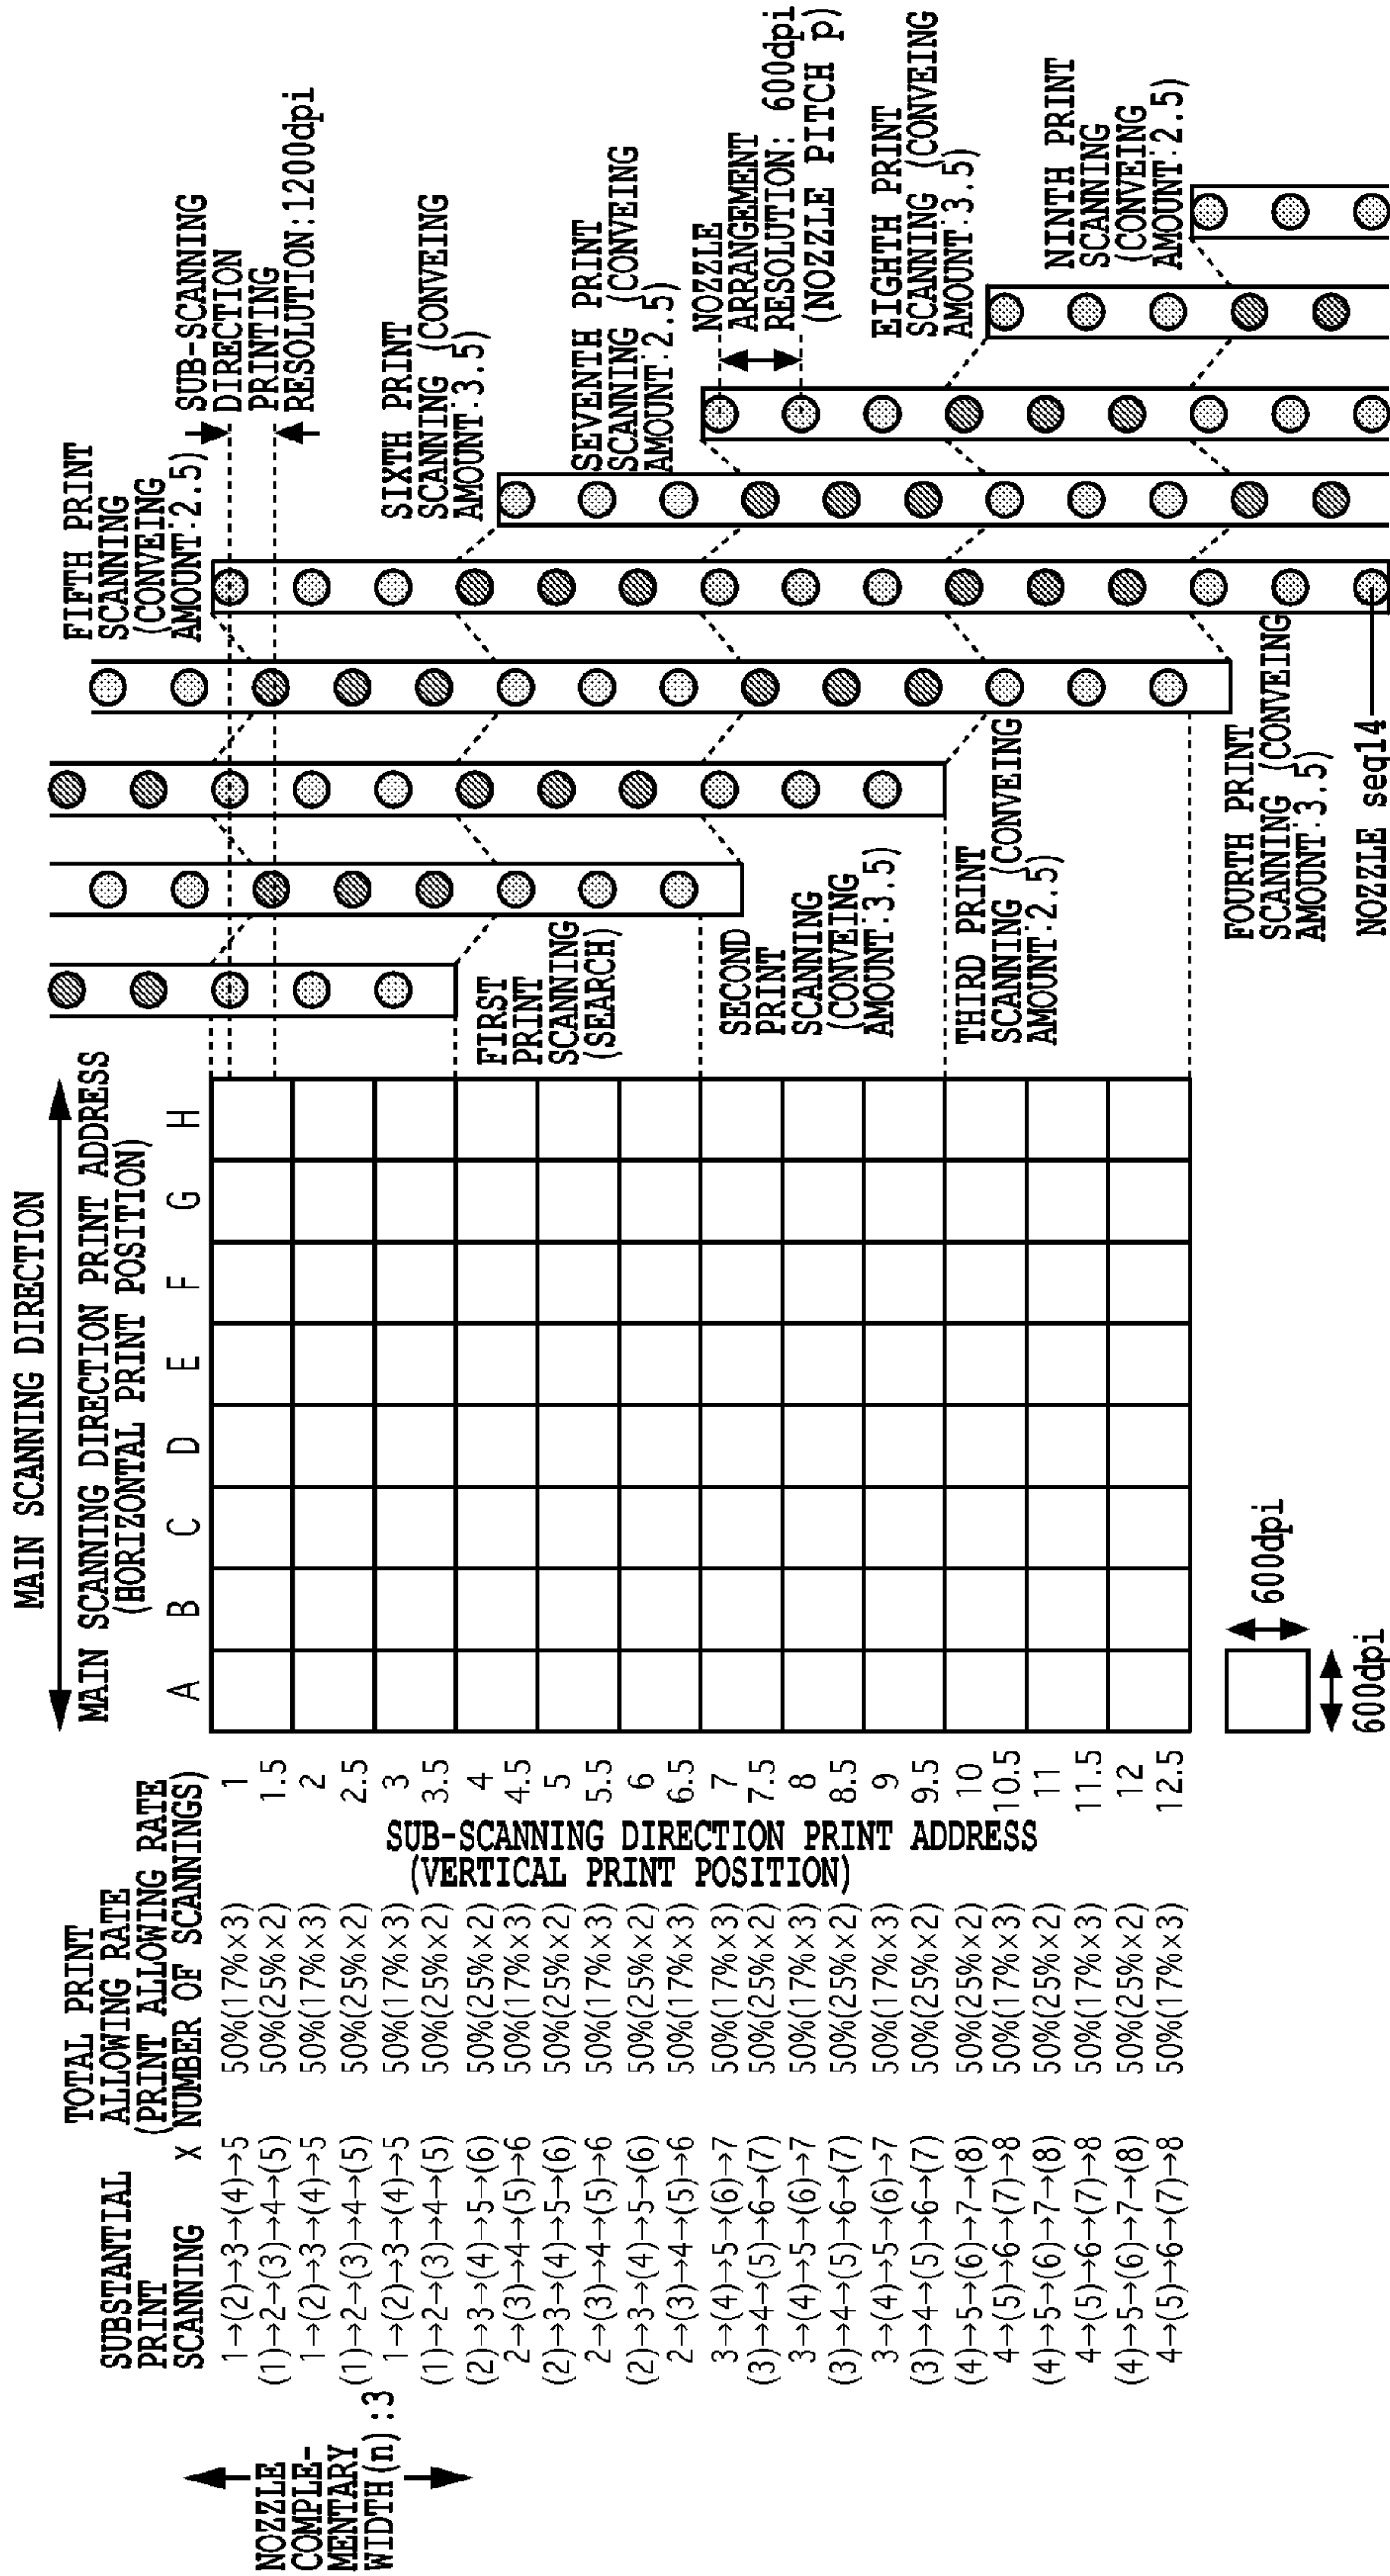 MAIN SCANNING DIRECTION
MAIN SCANNING DIRECTION PRINT ADDRESS
(HORIZONTAL PRINT POSITION)
A B C D E F G H
SUBSTANTIAL
PRINT
SCANNING
TOTAL PRINT
ALLOWING RATE
(PRINT ALLOWING RATE
X NUMBER OF SCANNINGS)
NOZZLE
COMPLE-
MENTARY
WIDTH(n):3
1→(2)→3→(4)→5 50%(17%×3) 1
(1)→2→(3)→4→(5) 50%(25%×2) 1.5
1→(2)→3→(4)→5 50%(17%×3) 2
(1)→2→(3)→4→(5) 50%(25%×2) 2.5
1→(2)→3→(4)→5 50%(17%×3) 3
(1)→2→(3)→4→(5) 50%(25%×2) 3.5
(2)→3→(4)→5→(6) 50%(25%×2) 4
2→(3)→4→(5)→6 50%(17%×3) 4.5
(2)→3→(4)→5→(6) 50%(25%×2) 5
2→(3)→4→(5)→6 50%(17%×3) 5.5
(2)→3→(4)→5→(6) 50%(25%×2) 6
2→(3)→4→(5)→6 50%(17%×3) 6.5
3→(4)→5→(6)→7 50%(17%×3) 7
(3)→4→(5)→6→(7) 50%(25%×2) 7.5
3→(4)→5→(6)→7 50%(17%×3) 8
(3)→4→(5)→6→(7) 50%(25%×2) 8.5
3→(4)→5→(6)→7 50%(17%×3) 9
(3)→4→(5)→6→(7) 50%(25%×2) 9.5
(4)→5→(6)→7→(8) 50%(25%×2) 10
4→(5)→6→(7)→8 50%(17%×3) 10.5
(4)→5→(6)→7→(8) 50%(25%×2) 11
4→(5)→6→(7)→8 50%(17%×3) 11.5
(4)→5→(6)→7→(8) 50%(25%×2) 12
4→(5)→6→(7)→8 50%(17%×3) 12.5
SUB-SCANNING DIRECTION PRINT ADDRESS
(VERTICAL PRINT POSITION)
600dpi
600dpi
FIRST
PRINT
SCANNING
(SEARCH)
SECOND
PRINT
SCANNING
(CONVEING
AMOUNT:3.5)
THIRD PRINT
SCANNING (CONVEING
AMOUNT:2.5)
FOURTH PRINT
SCANNING (CONVEING
AMOUNT:3.5)
NOZZLE seq14
FIFTH PRINT
SCANNING
(CONVEING
AMOUNT:2.5)
SUB-SCANNING
DIRECTION
PRINTING
RESOLUTION:1200dpi
SIXTH PRINT
SCANNING (CONVEING
AMOUNT:3.5)
SEVENTH PRINT
SCANNING (CONVEING
AMOUNT:2.5)
NOZZLE
ARRANGEMENT
RESOLUTION: 600dpi
(NOZZLE PITCH p)
EIGHTH PRINT
SCANNING (CONVEING
AMOUNT:3.5)
NINTH PRINT
SCANNING
(CONVEING
AMOUNT:2.5)